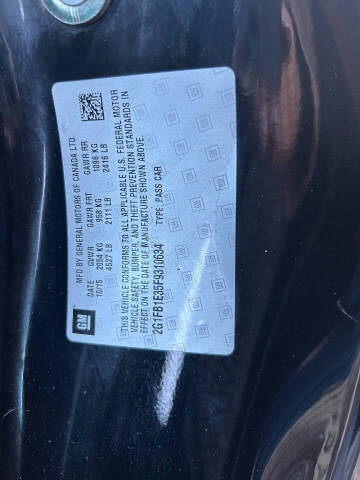 GM
MFD BY GENERAL MOTORS OF CANADA LTD.
DATE GVWR GAWR FRT GAWR RR
10/15 2054 KG 958 KG 1096 KG
4527 LB 2111 LB 2416 LB
THIS VEHICLE CONFORMS TO ALL APPLICABLE U.S. FEDERAL MOTOR
VEHICLE SAFETY, BUMPER, AND THEFT PREVENTION STANDARDS IN
EFFECT ON THE DATE OF MANUFACTURE SHOWN ABOVE.
2G1FB1E35F9310634 TYPE: PASS CAR